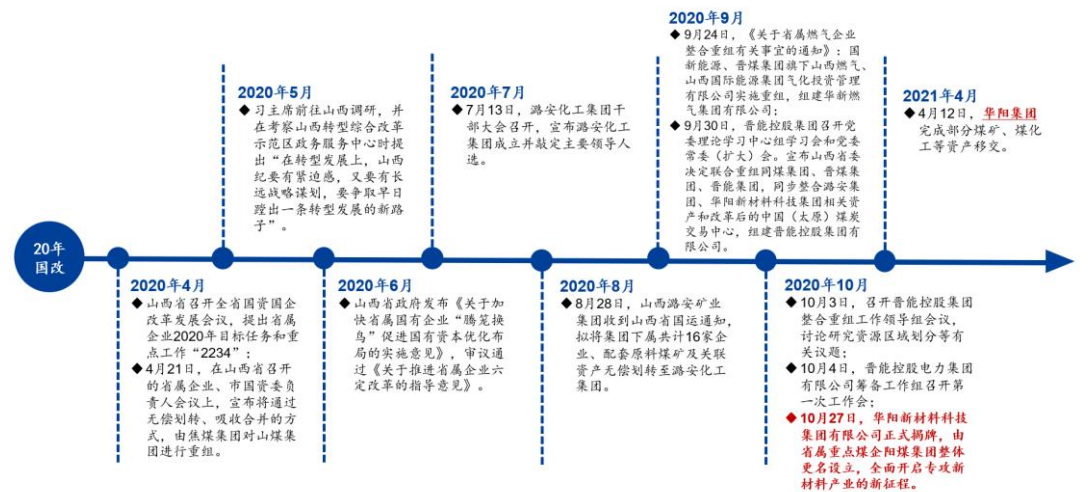 20年
国改
2020年4月
◆ 山西省召开全省国资国企
改革发展会议，提出省属
企业2020年目标任务和重
点工作“2234”；
◆ 4月21日，在山西省召开
的省属企业、市国资委负
责人会议上，宣布将通过
无偿划转、吸收合并的方
式，由焦煤集团对山煤集
团进行重组。
2020年5月
◆ 习主席前往山西调研，并
在考察山西转型综合改革
示范区政务服务中心时提
出“在转型发展上，山西
纪要有紧迫感，又要有长
远战略谋划，要争取早日
蹚出一条转型发展的新路
子”。
2020年6月
◆ 山西省政府发布《关于加
快省属国有企业“腾笼换
鸟”促进国有资本优化布
局的实施意见》，审议通
过《关于推进省属企业六
定改革的指导意见》。
2020年7月
◆ 7月13日，潞安化工集团干
部大会召开，宣布潞安化工
集团成立并敲定主要领导人
选。
2020年8月
◆ 8月28日，山西潞安矿业
集团收到山西省国运通知，
拟将集团下属共计16家企
业、配套原料煤矿及关联
资产无偿划转至潞安化工
集团。
2020年9月
◆ 9月24日，《关于省属燃气企业
整合重组有关事宜的通知》：国
新能源、晋煤集团旗下山西燃气、
山西国际能源集团气化投资管理
有限公司实施重组，组建华新燃
气集团有限公司；
◆ 9月30日，晋能控股集团召开党
委理论学习中心组学习会和党委
常委（扩大）会。宣布山西省委
决定联合重组同煤集团、晋煤集
团、晋能集团，同步整合潞安集
团、华阳新材料科技集团相关资
产和改革后的中国（太原）煤炭
交易中心，组建晋能控股集团有
限公司。
2020年10月
◆ 10月3日，召开晋能控股集团
整合重组工作领导组会议，
讨论研究资源区域划分等有
关议题；
◆ 10月4日，晋能控股电力集团
有限公司筹备工作组召开第
一次工作会；
◆ 10月27日，华阳新材料科技
集团有限公司正式揭牌，由
省属重点煤企阳煤集团整体
更名设立，全面开启专攻新
材料产业的新征程。
2021年4月
◆ 4月12日，华阳集团
完成部分煤矿、煤化
工等资产移交。